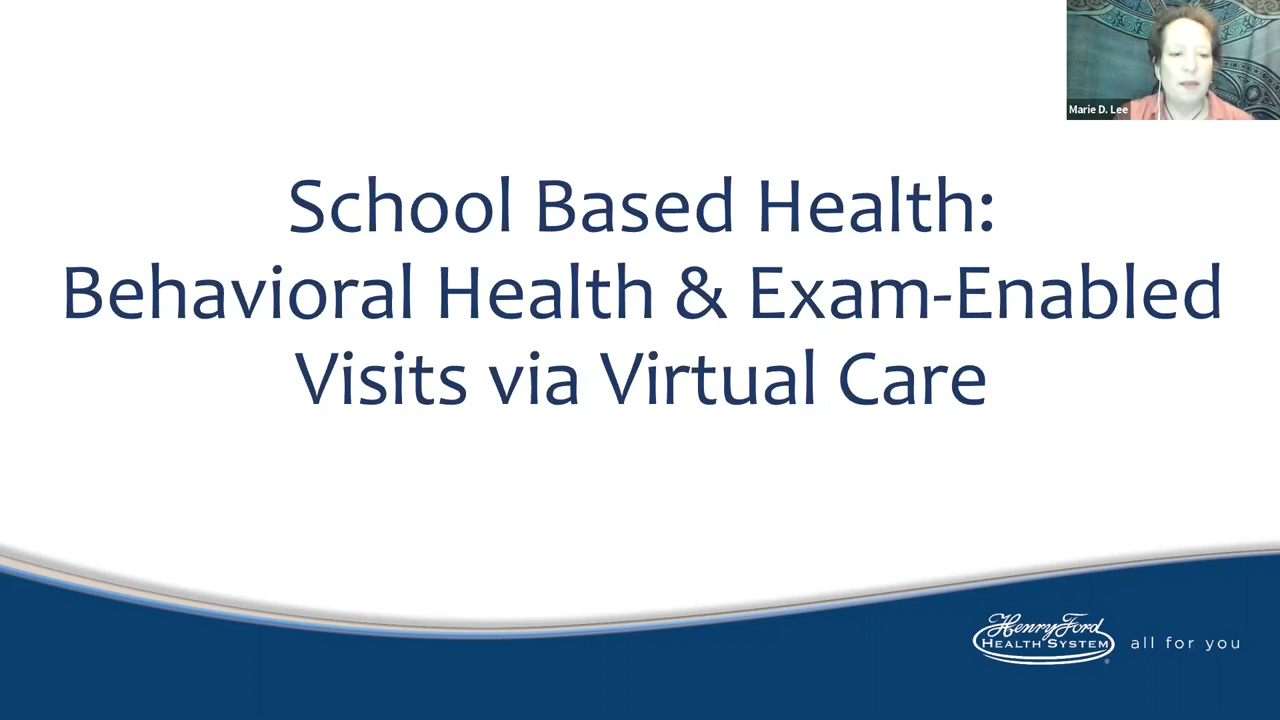 Marie D. Lee
School Based Health:
Behavioral Health & Exam-Enabled
Visits via Virtual Care
Henry Ford
HEALTH SYSTEM
all for you